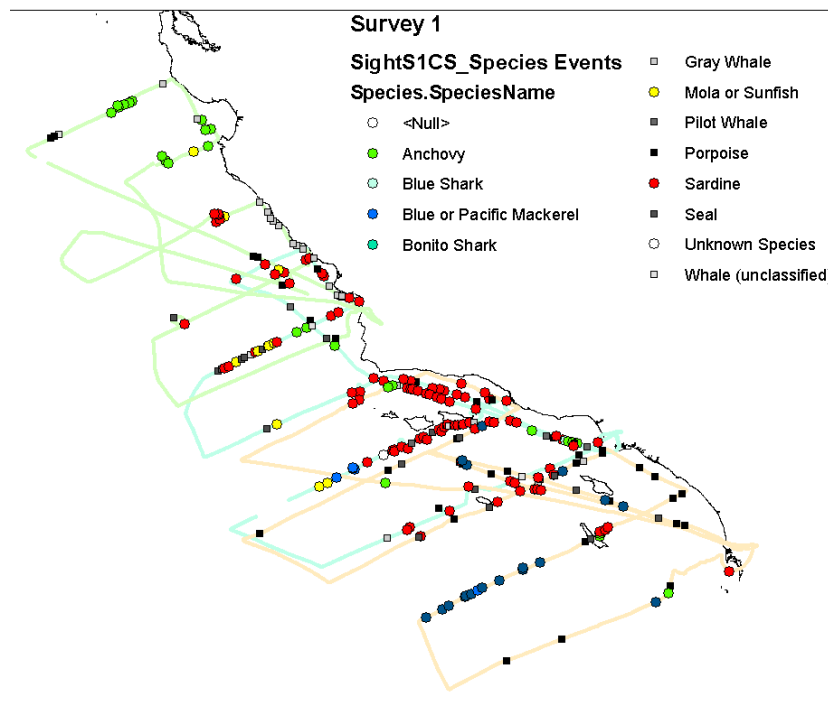 Survey 1
SightS1CS_Species Events
Species.SpeciesName
<Null>
Anchovy
Blue Shark
Blue or Pacific Mackerel
Bonito Shark
Gray Whale
Mola or Sunfish
Pilot Whale
Porpoise
Sardine
Seal
Unknown Species
Whale (unclassified)